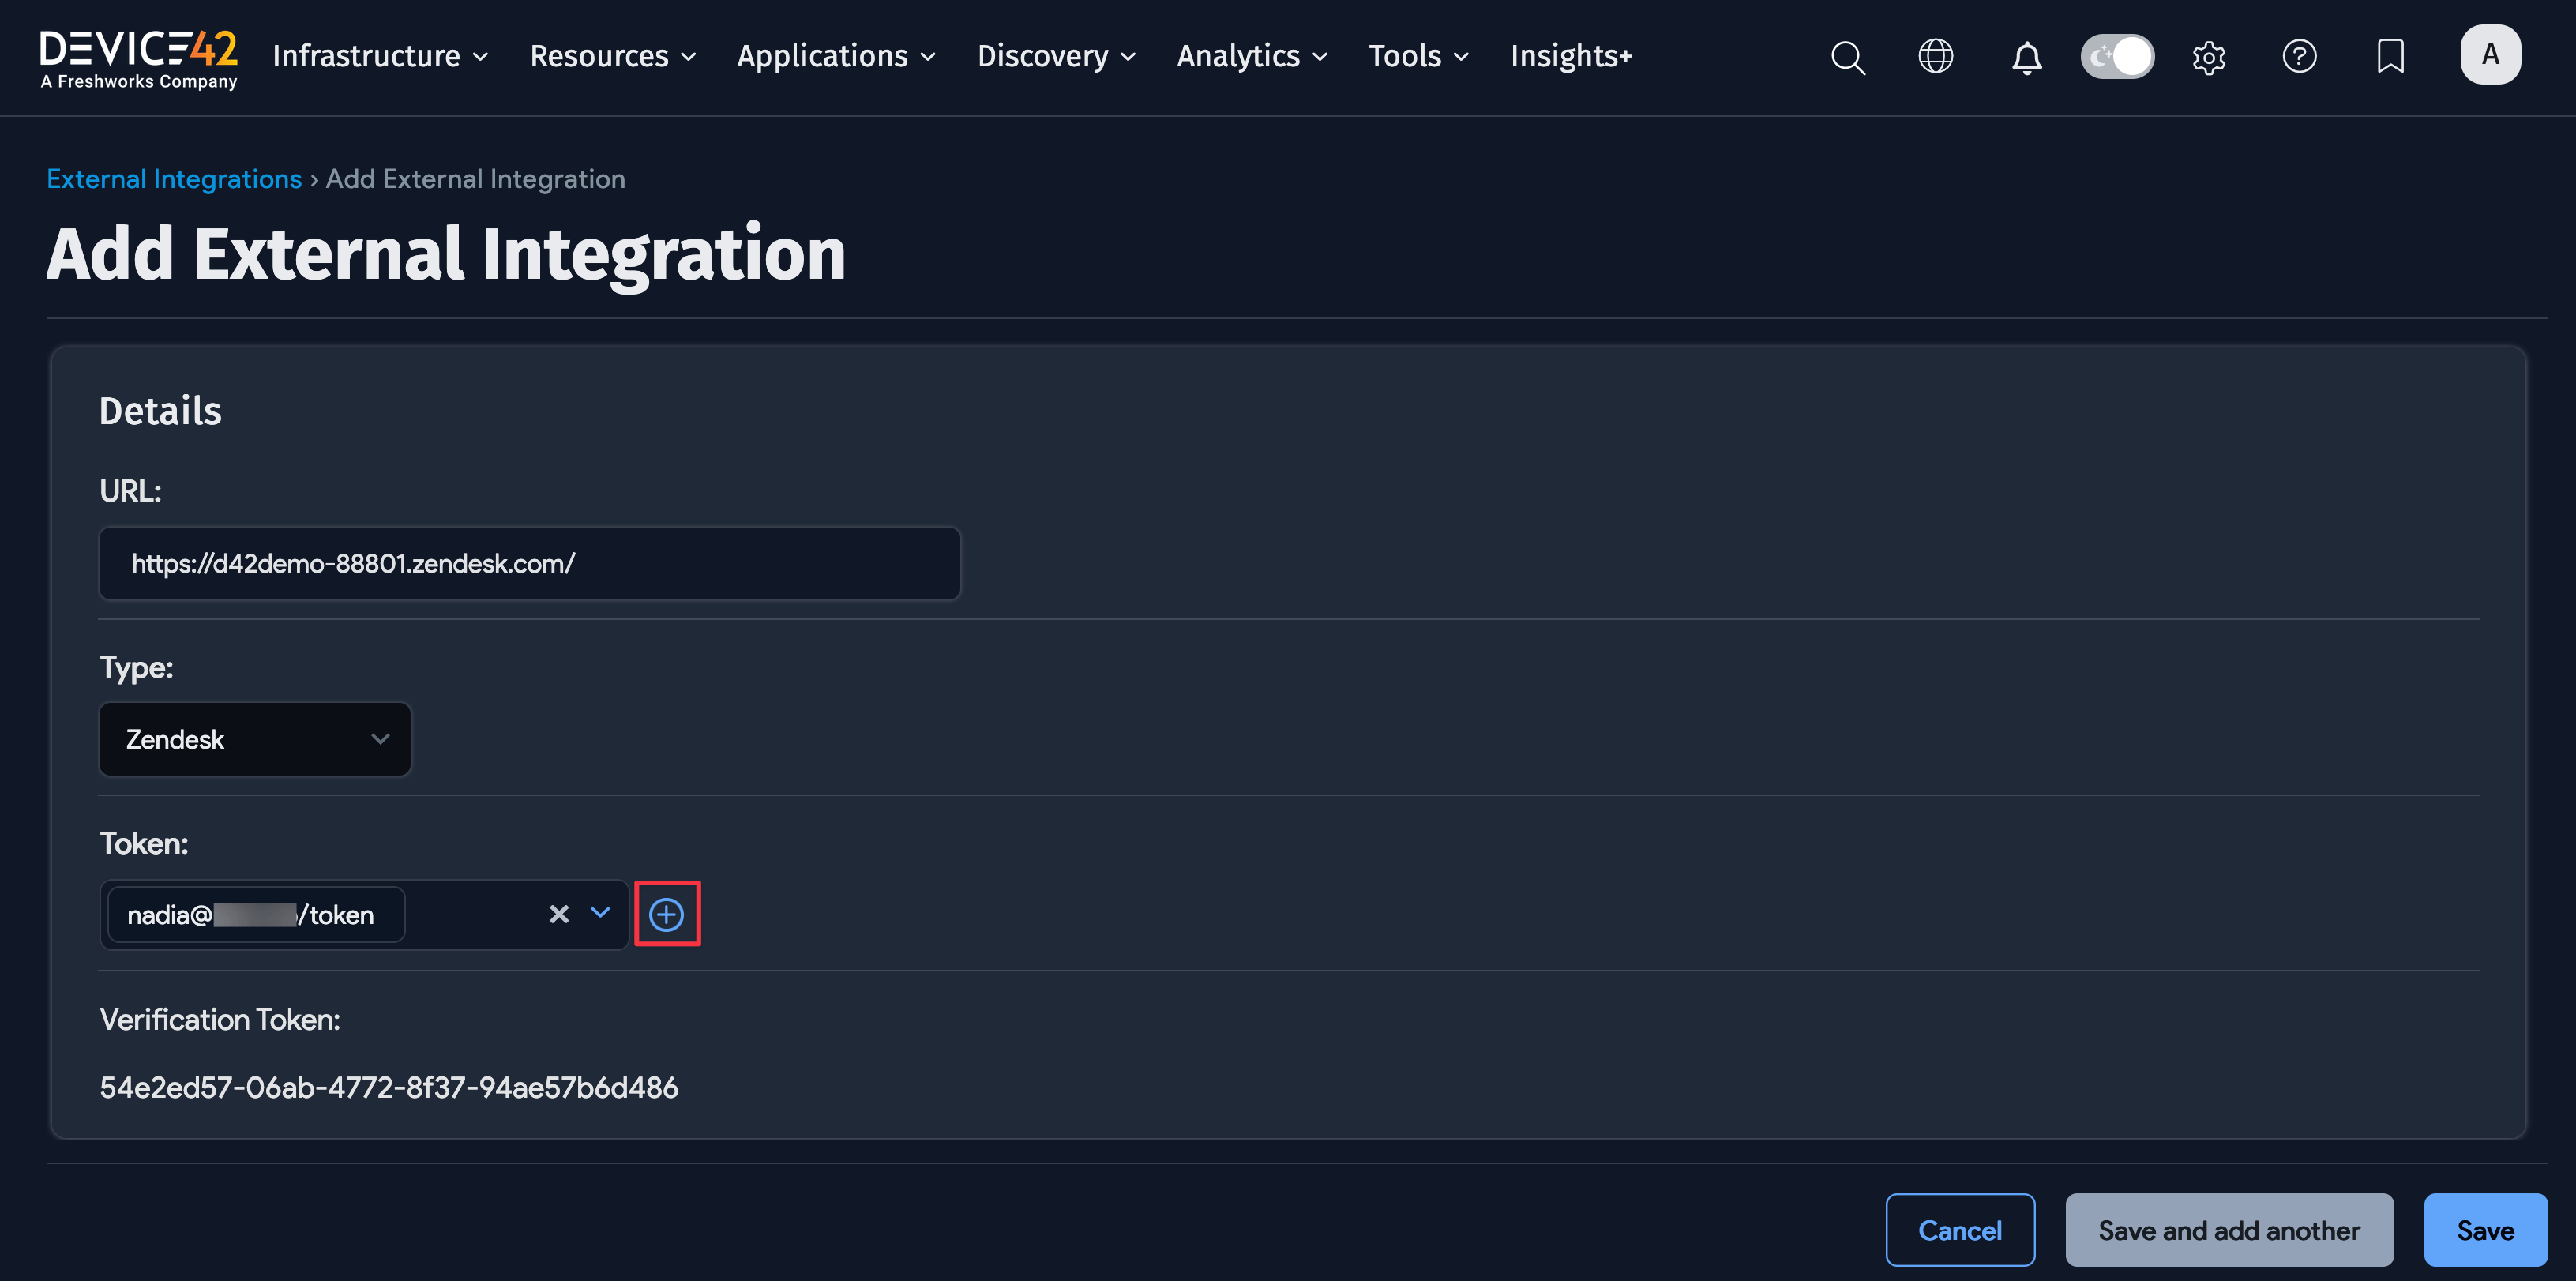 DEVICE42
A Freshworks Company
Infrastructure Resources Applications Discovery Analytics Tools Insights+
A
External Integrations › Add External Integration
Add External Integration
Details
URL:
https://d42demo-88801.zendesk.com/
Type:
Zendesk
Token:
nadia@ /token
Verification Token:
54e2ed57-06ab-4772-8f37-94ae57b6d486
Cancel Save and add another Save